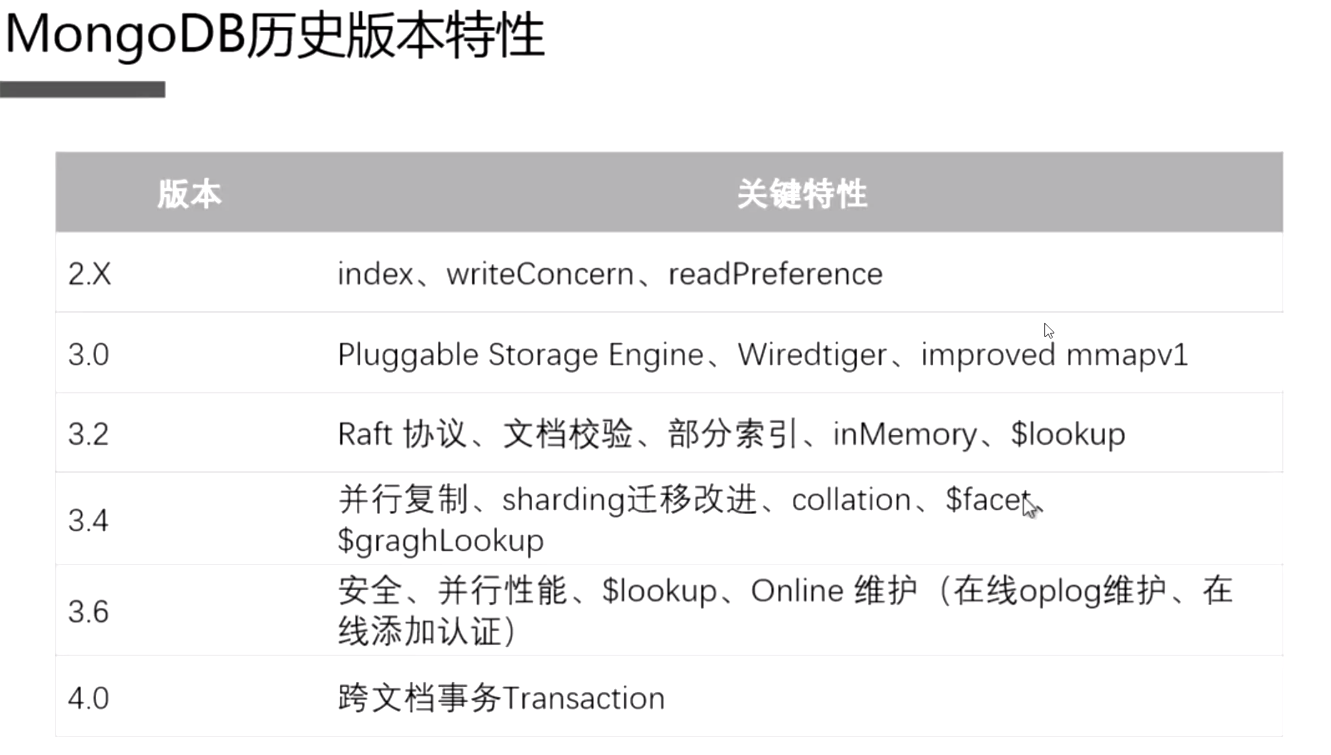 MongoDB历史版本特性
版本 关键特性
2.X index、writeConcern、readPreference
3.0 Pluggable Storage Engine、Wiredtiger、improved mmapv1
3.2 Raft 协议、文档校验、部分索引、inMemory、$lookup
3.4 并行复制、sharding迁移改进、collation、$facet、
$graghLookup
3.6 安全、并行性能、$lookup、Online 维护（在线oplog维护、在
线添加认证）
4.0 跨文档事务Transaction